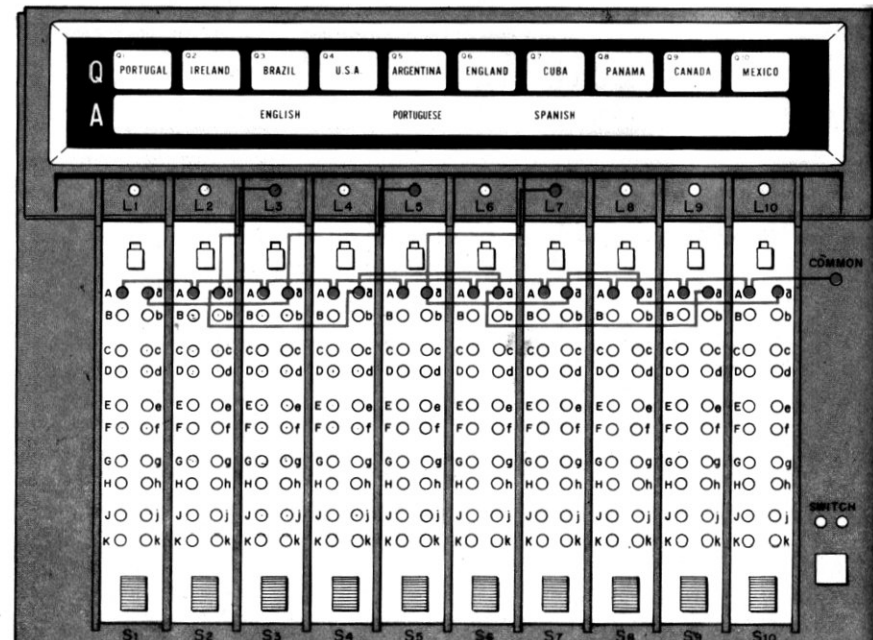 Q1 Q2 Q3 Q4 Q5 Q6 Q7 Q8 Q9 Q10
Q PORTUGAL IRELAND BRAZIL U.S.A ARGENTINA ENGLAND CUBA PANAMA CANADA MEXICO
A ENGLISH PORTUGUESE SPANISH
L1 L2 L3 L4 L5 L6 L7 L8 L9 L10
COMMON
A a A a A a A a A a A a A a A a A a A a
B b B b B b B b B b B b B b B b B b B b
C c C c C c C c C c C c C c C c C c C c
D d D d D d D d D d D d D d D d D d D d
E e E e E e E e E e E e E e E e E e E e
F f F f F f F f F f F f F f F f F f F f
G g G g G g G g G g G g G g G g G g G g
H h H h H h H h H h H h H h H h H h H h
SWITCH
J j J j J j J j J j J j J j J j J j J j
K k K k K k K k K k K k K k K k K k K k
S1 S2 S3 S4 S5 S6 S7 S8 S9 S10